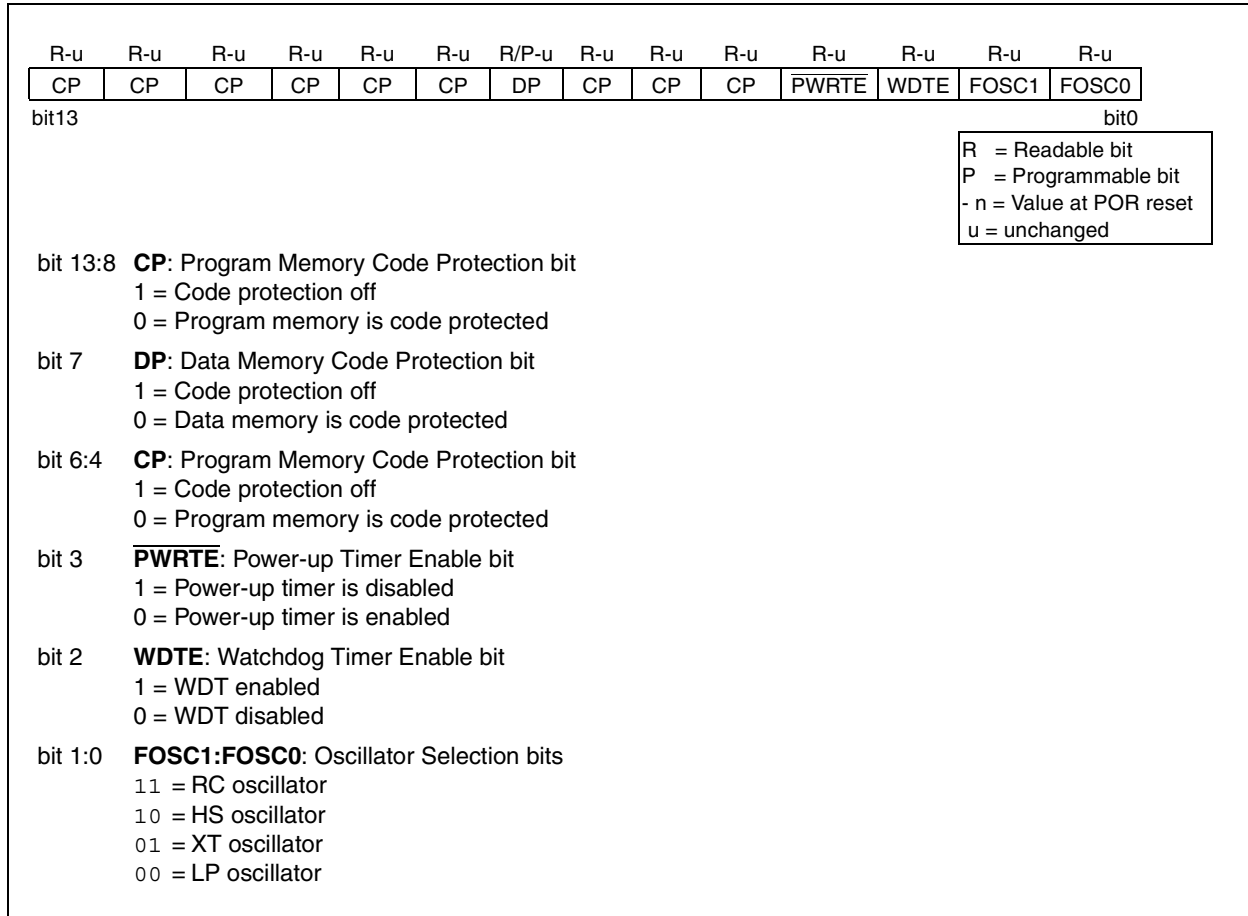 R-u R-u R-u R-u R-u R-u R/P-u R-u R-u R-u R-u R-u R-u R-u
CP CP CP CP CP CP DP CP CP CP PWRTE WDTE FOSC1 FOSC0
bit13 bit0
R = Readable bit
P = Programmable bit
- n = Value at POR reset
u = unchanged
bit 13:8 CP: Program Memory Code Protection bit
1 = Code protection off
0 = Program memory is code protected
bit 7 DP: Data Memory Code Protection bit
1 = Code protection off
0 = Data memory is code protected
bit 6:4 CP: Program Memory Code Protection bit
1 = Code protection off
0 = Program memory is code protected
bit 3 PWRTE: Power-up Timer Enable bit
1 = Power-up timer is disabled
0 = Power-up timer is enabled
bit 2 WDTE: Watchdog Timer Enable bit
1 = WDT enabled
0 = WDT disabled
bit 1:0 FOSC1:FOSC0: Oscillator Selection bits
11 = RC oscillator
10 = HS oscillator
01 = XT oscillator
00 = LP oscillator